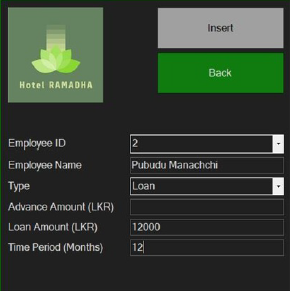 Insert
Hotel RAMADHA
Back
Employee ID 2
Employee Name Pubudu Manachchi
Type Loan
Advance Amount (LKR)
Loan Amount (LKR) 12000
Time Period (Months) 12